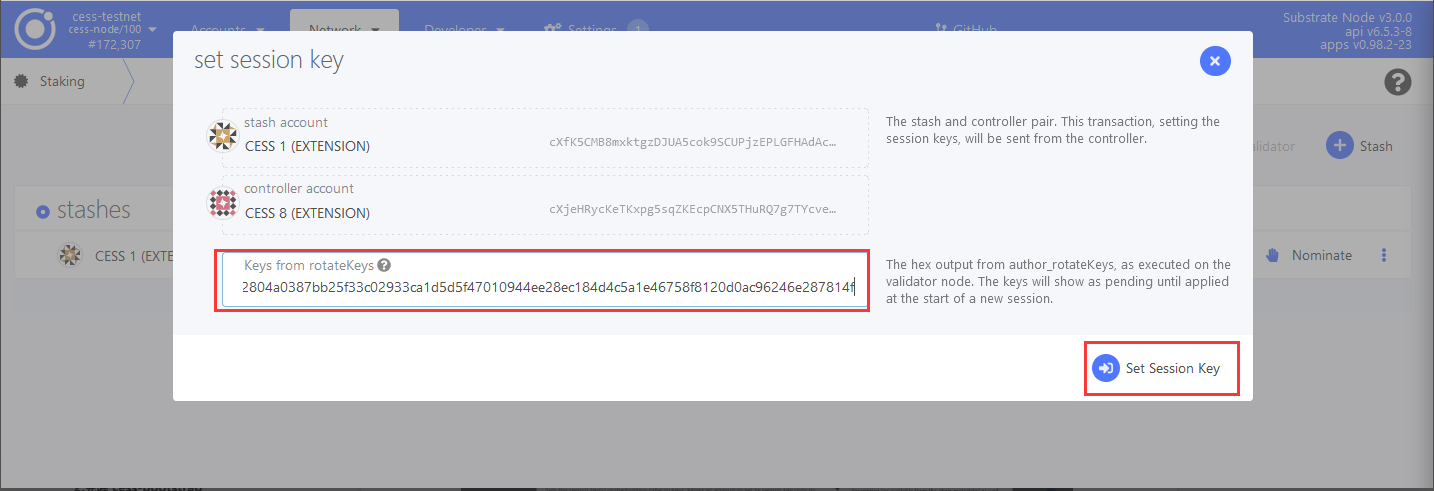 cess-testnet
cess-node/100
#172,307
Accounts
Network
Developer
Settings
1
GitHub
Substrate Node v3.0.0
api v6.5.3-8
apps v0.98.2-23
Staking
set session key
stash account
CESS 1 (EXTENSION)
cXfK5CMB8mxktgzDJUA5cok9SCUPjzEPLGFHAdAc…
The stash and controller pair. This transaction, setting the
session keys, will be sent from the controller.
alidator
Stash
controller account
CESS 8 (EXTENSION)
cXjeHRycKeTKxpg5sqZKEcpCNX5THuRQ7g7TYcve…
stashes
CESS 1 (EXTE
Nominate
Keys from rotateKeys
2804a0387bb25f33c02933ca1d5d5f47010944ee28ec184d4c5a1e46758f8120d0ac96246e287814f
The hex output from author_rotateKeys, as executed on the
validator node. The keys will show as pending until applied
at the start of a new session.
Set Session Key